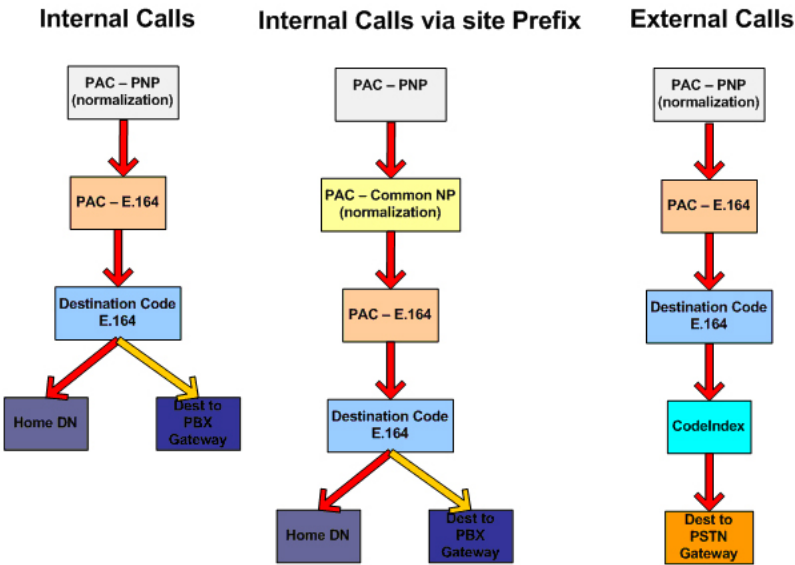 Internal Calls
PAC – PNP
(normalization)
PAC – E.164
Destination Code
E.164
Home DN
Dest to
PBX
Gateway
Internal Calls via site Prefix
PAC – PNP
PAC – Common NP
(normalization)
PAC – E.164
Destination Code
E.164
Home DN
Dest to
PBX
Gateway
External Calls
PAC – PNP
(normalization)
PAC – E.164
Destination Code
E.164
CodeIndex
Dest to
PSTN
Gateway